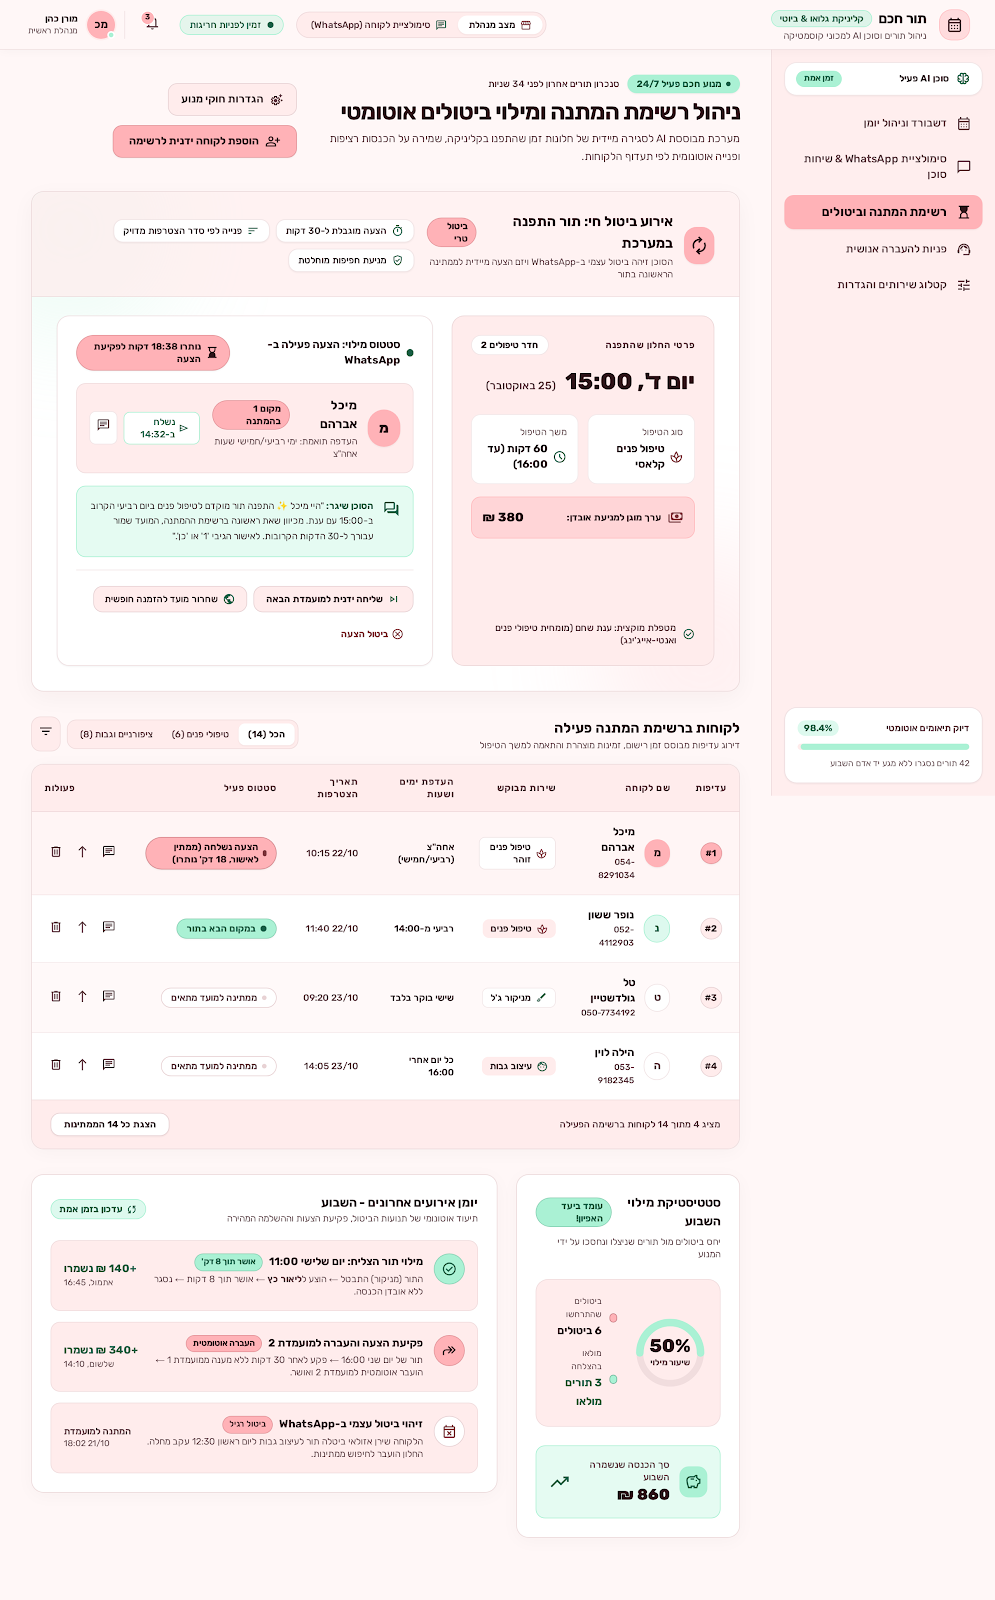 תור חכם
קליניקת גלואו & ביוטי
ניהול תורים וסוכן AI למכוני קוסמטיקה
מצב מנהלת
סימולציית לקוחה (WhatsApp)
זמין לפניות חריגות
3
מכ
מורן כהן
מנהלת ראשית
סוכן AI פעיל
זמן אמת
דשבורד וניהול יומן
סימולציית WhatsApp & שיחות
סוכן
רשימת המתנה וביטולים
פניות להעברה אנושית
קטלוג שירותים והגדרות
דיוק תיאומים אוטומטי
98.4%
42 תורים נסגרו ללא מגע יד אדם השבוע
מנוע חכם פעיל 24/7
סנכרון תורים אחרון לפני 34 שניות
ניהול רשימת המתנה ומילוי ביטולים אוטומטי
מערכת מבוססת AI לסגירה מיידית של חלונות זמן שהתפנו בקליניקה, שמירה על הכנסות רציפות
ופנייה אוטונומית לפי תעדוף הלקוחות.
הגדרות חוקי מנוע
הוספת לקוחה ידנית לרשימה
אירוע ביטול חי: תור התפנה
במערכת
ביטול
טרי
הסוכן זיהה ביטול עצמי ב-WhatsApp ויזם הצעה מיידית לממתינה
הראשונה בתור
הצעה מוגבלת ל-30 דקות
פנייה לפי סדר הצטרפות מדויק
מניעת חפיפות מוחלטת
פרטי החלון שהתפנה
חדר טיפולים 2
יום ד', 15:00
(25 באוקטובר)
סוג הטיפול
טיפול פנים
קלאסי
משך הטיפול
60 דקות (עד
16:00)
ערך מוגן למניעת אובדן:
380 ₪
מטפלת מוקצית: ענת שחם (מומחית טיפולי פנים
ואנטי-אייג'ינג)
סטטוס מילוי: הצעה פעילה ב-
WhatsApp
נותרו 18:38 דקות לפקיעת
הצעה
מ
מיכל
אברהם
מקום 1
בהמתנה
העדפה תואמת: ימי רביעי/חמישי שעות
אחה"צ
נשלח
ב-14:32
הסוכן שיגר: "היי מיכל ✨ התפנה תור מוקדם לטיפול פנים ביום רביעי הקרוב
ב-15:00 עם ענת. מכיוון שאת ראשונה ברשימת ההמתנה, המועד שמור
עבורך ל-30 הדקות הקרובות. לאישור הגיבי '1' או 'כן'."
שליחה ידנית למועמדת הבאה
שחרור מועד להזמנה חופשית
ביטול הצעה
לקוחות ברשימת המתנה פעילה
דירוג עדיפות מבוסס זמן רישום, זמינות מוצהרת והתאמה למשך הטיפול
הכל (14)
טיפולי פנים (6)
ציפורניים וגבות (8)
עדיפות
שם לקוחה
שירות מבוקש
העדפת ימים
ושעות
תאריך
הצטרפות
סטטוס פעיל
פעולות
#1
מ
מיכל
אברהם
054-
8291034
טיפול פנים
זוהר
אחה"צ
(רביעי/חמישי)
22/10 10:15
הצעה נשלחה (ממתין
לאישור, 18 דק' נותרו)
#2
נ
נופר ששון
052-
4112903
טיפול פנים
רביעי מ-14:00
22/10 11:40
במקום הבא בתור
#3
ט
טל
גולדשטיין
050-7734192
מניקור ג'ל
שישי בוקר בלבד
23/10 09:20
ממתינה למועד מתאים
#4
ה
הילה לוין
053-
9182345
עיצוב גבות
כל יום אחרי
16:00
23/10 14:05
ממתינה למועד מתאים
מציג 4 מתוך 14 לקוחות ברשימה הפעילה
הצגת כל 14 הממתינות
סטטיסטיקת מילוי
השבוע
עומד ביעד
האפיון!
יחס ביטולים מול תורים שניצלו ונחסכו על ידי
המנוע
50%
שיעור מילוי
ביטולים
שהתרחשו
6 ביטולים
מולאו
בהצלחה
3 תורים
מולאו
סך הכנסה שנשמרה
השבוע
860 ₪
יומן אירועים אחרונים - השבוע
תיעוד אוטונומי של תנועות הביטול, פקיעת הצעות וההשלמה המהירה
עדכון בזמן אמת
מילוי תור הצליח: יום שלישי 11:00
אושר תוך 8 דק'
התור (מניקור) התבטל ← הוצע לליאור כץ ← אושר תוך 8 דקות ← נסגר
ללא אובדן הכנסה.
+140 ₪ נשמרו
אתמול, 16:45
פקיעת הצעה והעברה למועמדת 2
העברה אוטומטית
תור של יום שני 16:00 ← פקע לאחר 30 דקות ללא מענה ממועמדת 1 ←
הועבר אוטומטית למועמדת 2 ואושר.
+340 ₪ נשמרו
שלשום, 14:10
זיהוי ביטול עצמי ב-WhatsApp
ביטול רגיל
הלקוחה שירן אזולאי ביטלה תור לעיצוב גבות ליום ראשון 12:30 עקב מחלה.
החלון הועבר לחיפוש ממתינות.
המתנה למועמדת
21/10 18:02